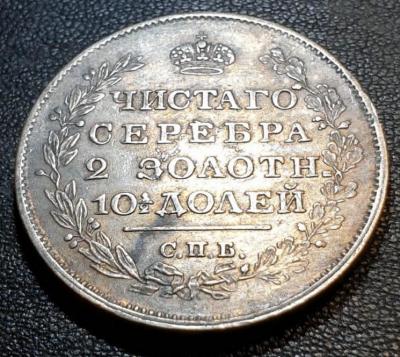 ЧИСТАГО
СЕРЕБРА
2 ЗОЛОТН.
10½ ДОЛЕЙ
С.П.Б.